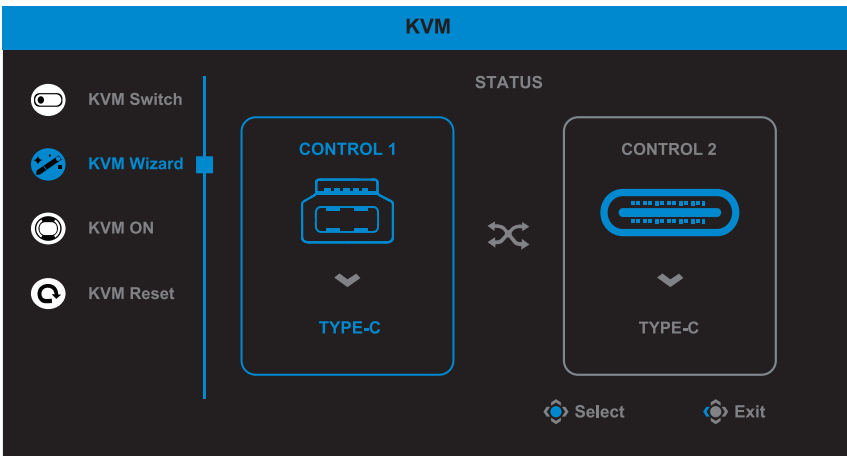 KVM
STATUS
KVM Switch
KVM Wizard
KVM ON
KVM Reset
CONTROL 1
TYPE-C
CONTROL 2
TYPE-C
Select
Exit